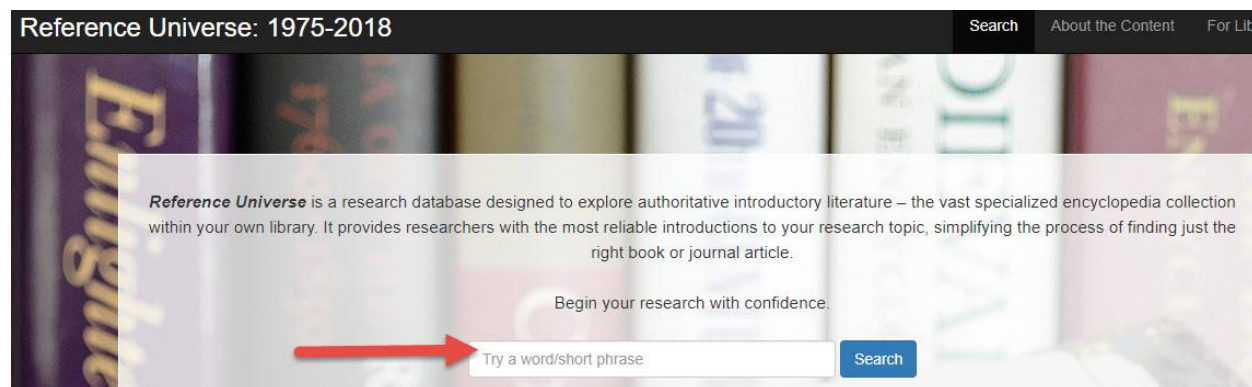 Reference Universe: 1975-2018
Search About the Content For Lib
Reference Universe is a research database designed to explore authoritative introductory literature – the vast specialized encyclopedia collection
within your own library. It provides researchers with the most reliable introductions to your research topic, simplifying the process of finding just the
right book or journal article.
Begin your research with confidence.
Try a word/short phrase Search